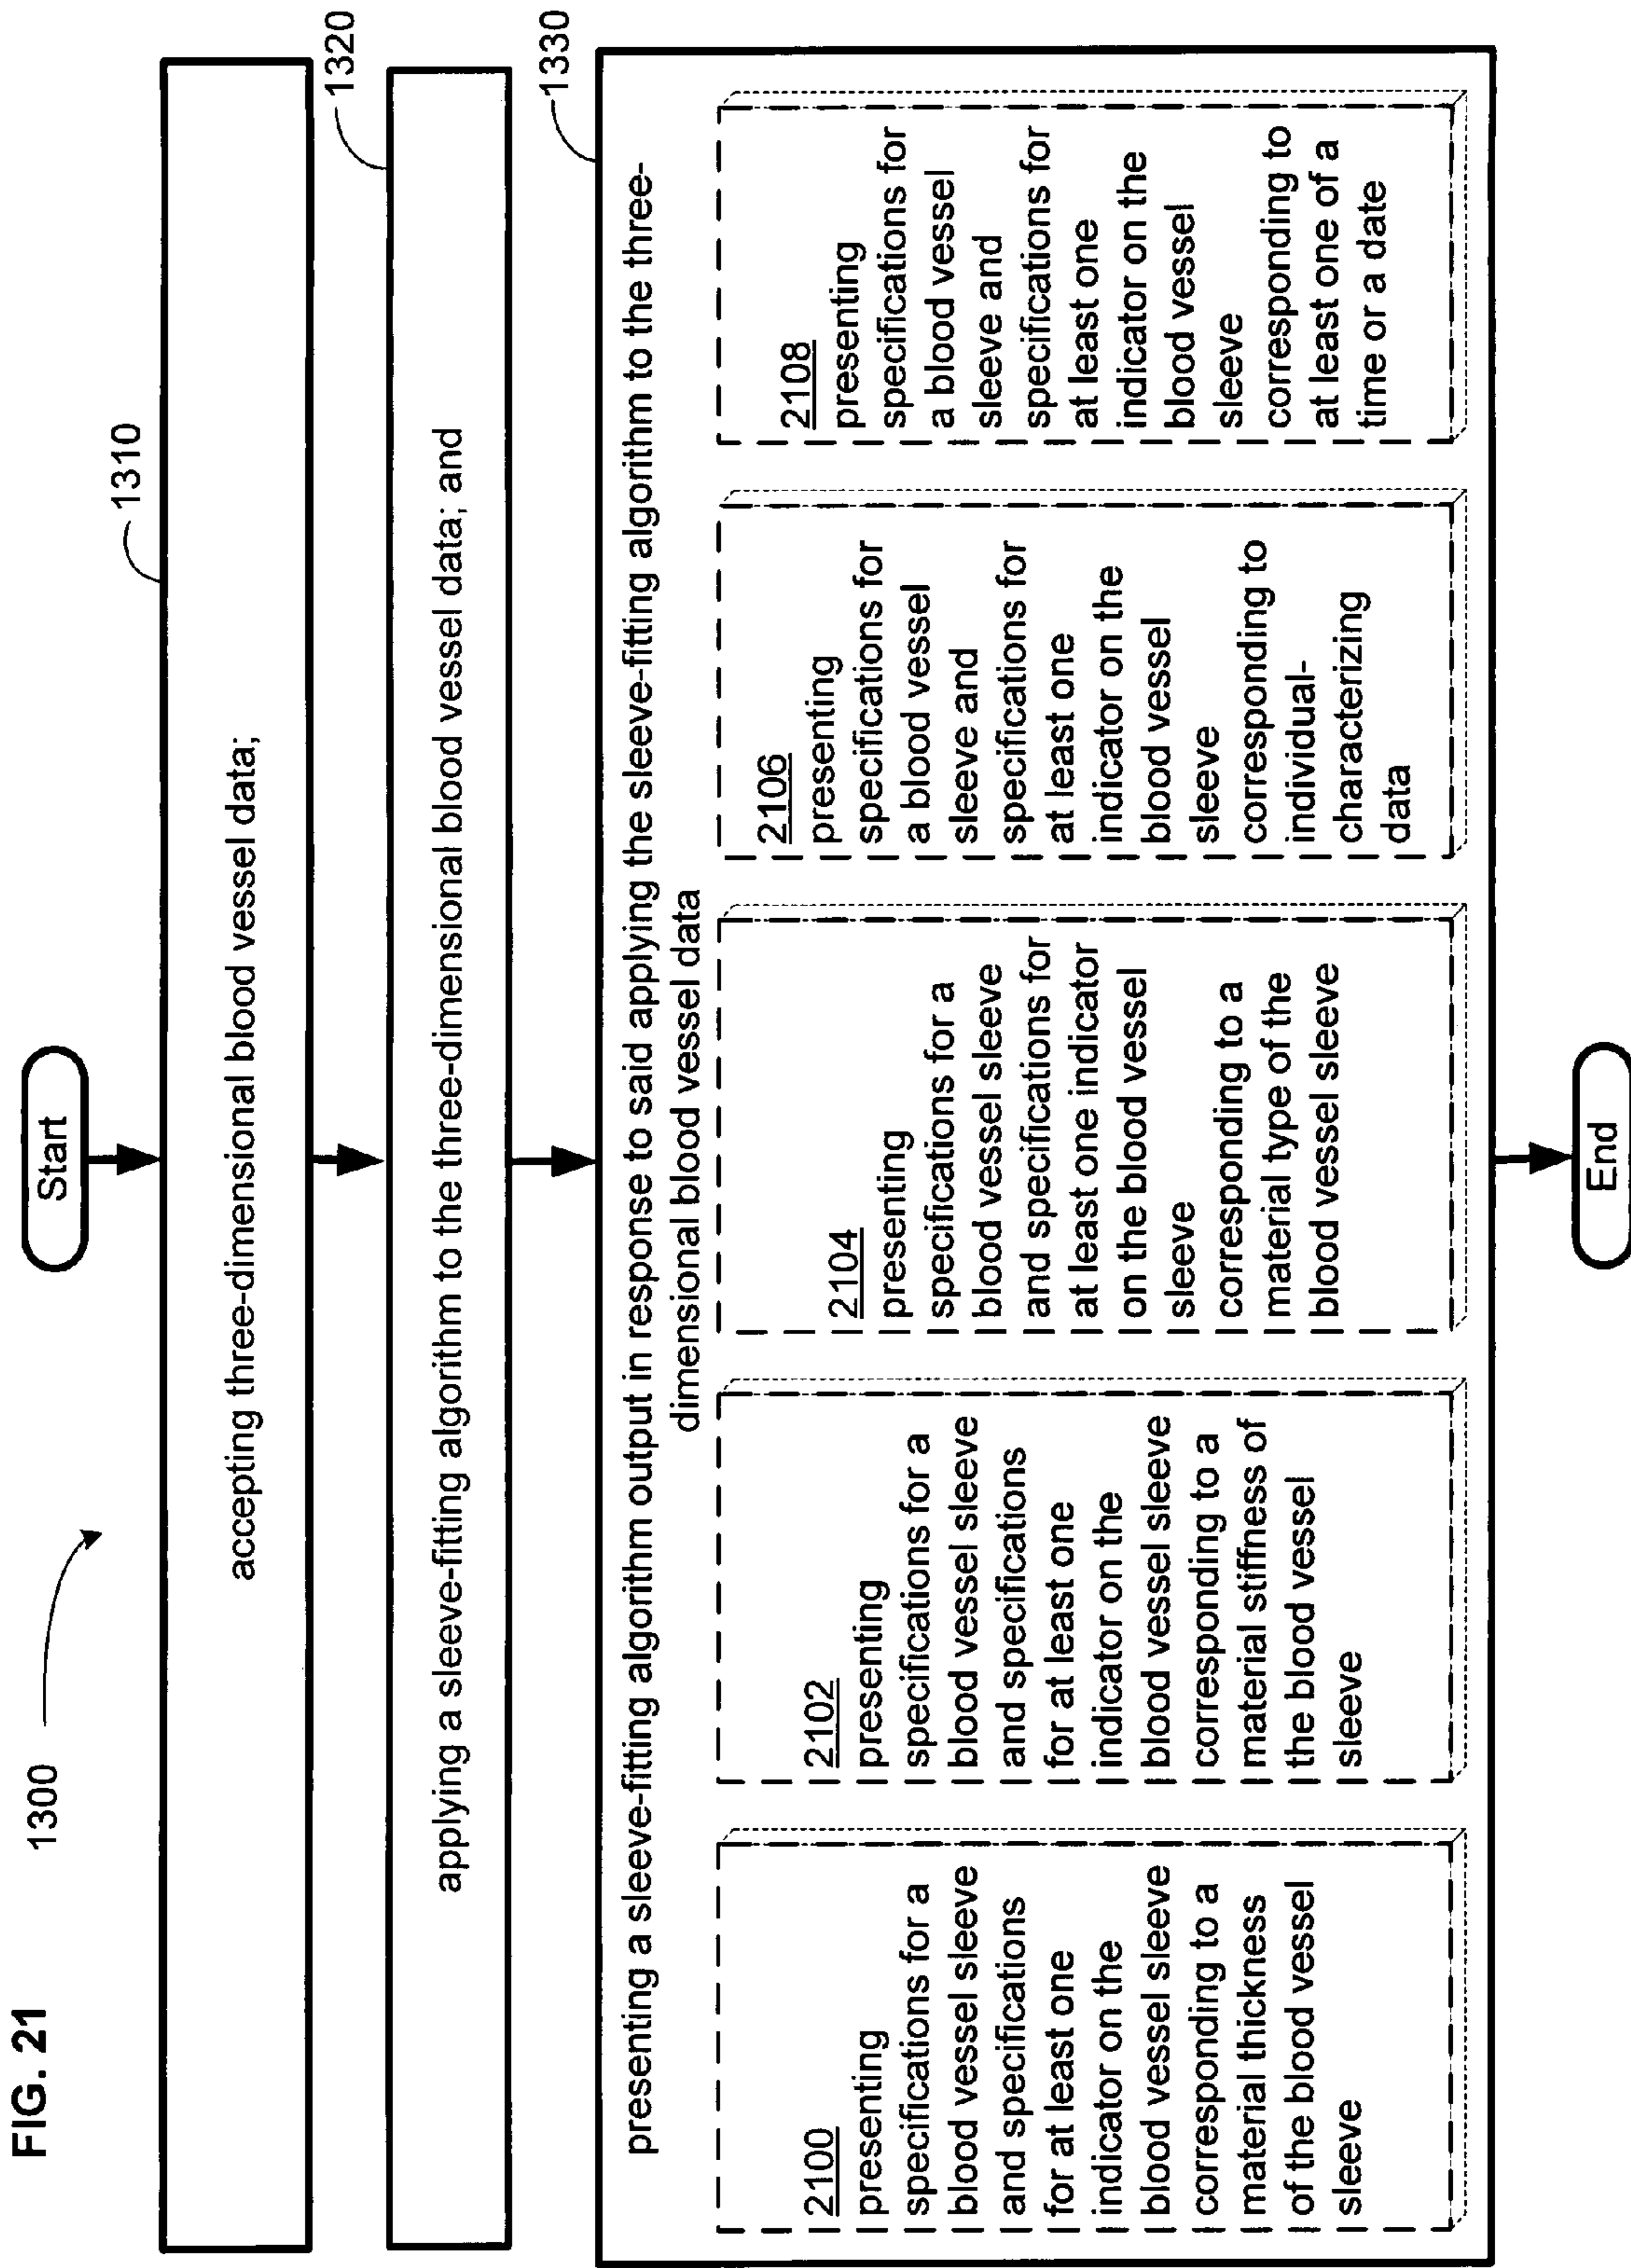 FIG. 21
1300
Start
1310
accepting three-dimensional blood vessel data;
1320
applying a sleeve-fitting algorithm to the three-dimensional blood vessel data; and
1330
presenting a sleeve-fitting algorithm output in response to said applying the sleeve-fitting algorithm to the three-
dimensional blood vessel data
2100
presenting
specifications for a
blood vessel sleeve
and specifications
for at least one
indicator on the
blood vessel sleeve
corresponding to a
material thickness
of the blood vessel
sleeve
2102
presenting
specifications for a
blood vessel sleeve
and specifications
for at least one
indicator on the
blood vessel sleeve
corresponding to a
material stiffness of
the blood vessel
sleeve
2104
presenting
specifications for a
blood vessel sleeve
and specifications for
at least one indicator
on the blood vessel
sleeve
corresponding to a
material type of the
blood vessel sleeve
2106
presenting
specifications for
a blood vessel
sleeve and
specifications for
at least one
indicator on the
blood vessel
sleeve
corresponding to
individual-
characterizing
data
2108
presenting
specifications for
a blood vessel
sleeve and
specifications for
at least one
indicator on the
blood vessel
sleeve
corresponding to
at least one of a
time or a date
End